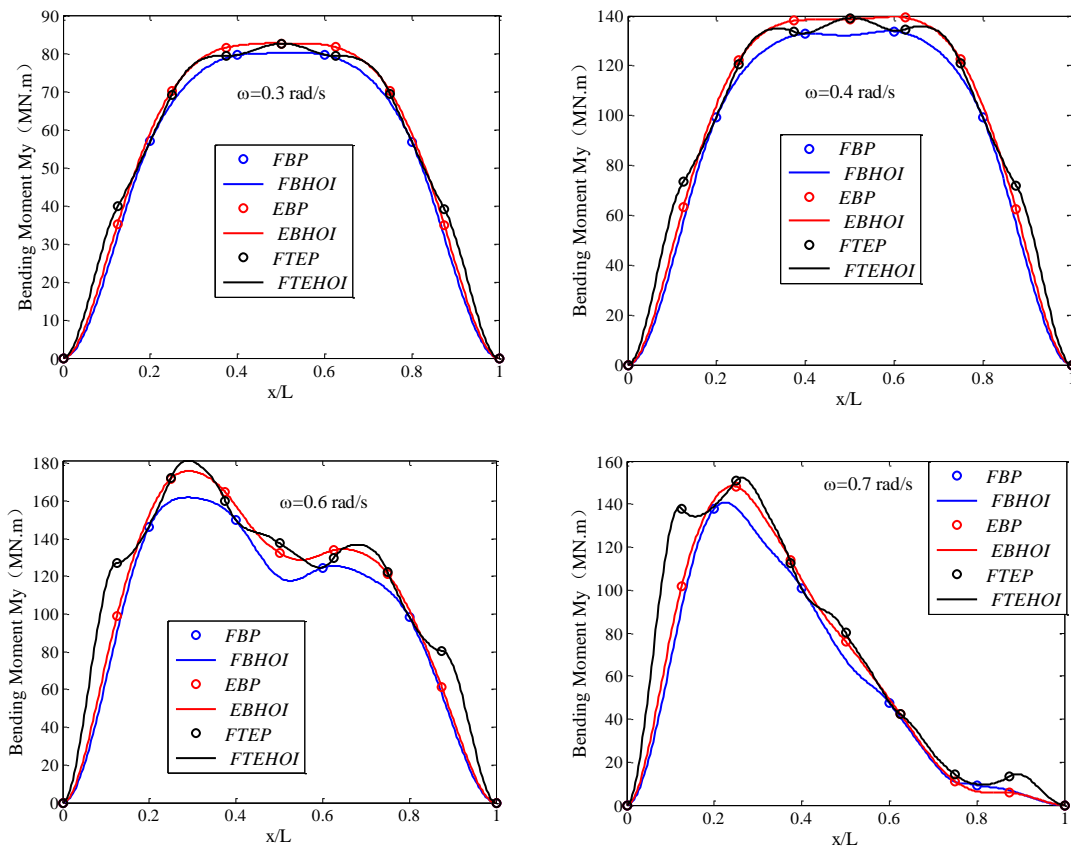 90
80
70
60
50
40
30
20
10
0
Bending Moment My（MN.m）
ω=0.3 rad/s
FBP
FBHOI
EBP
EBHOI
FTEP
FTEHOI
0 0.2 0.4 0.6 0.8 1
x/L
140
120
100
80
60
40
20
0
Bending Moment My（MN.m）
ω=0.4 rad/s
FBP
FBHOI
EBP
EBHOI
FTEP
FTEHOI
0 0.2 0.4 0.6 0.8 1
x/L
180
160
140
120
100
80
60
40
20
0
Bending Moment My（MN.m）
ω=0.6 rad/s
FBP
FBHOI
EBP
EBHOI
FTEP
FTEHOI
0 0.2 0.4 0.6 0.8 1
x/L
160
140
120
100
80
60
40
20
0
Bending Moment My（MN.m）
ω=0.7 rad/s
FBP
FBHOI
EBP
EBHOI
FTEP
FTEHOI
0 0.2 0.4 0.6 0.8 1
x/L